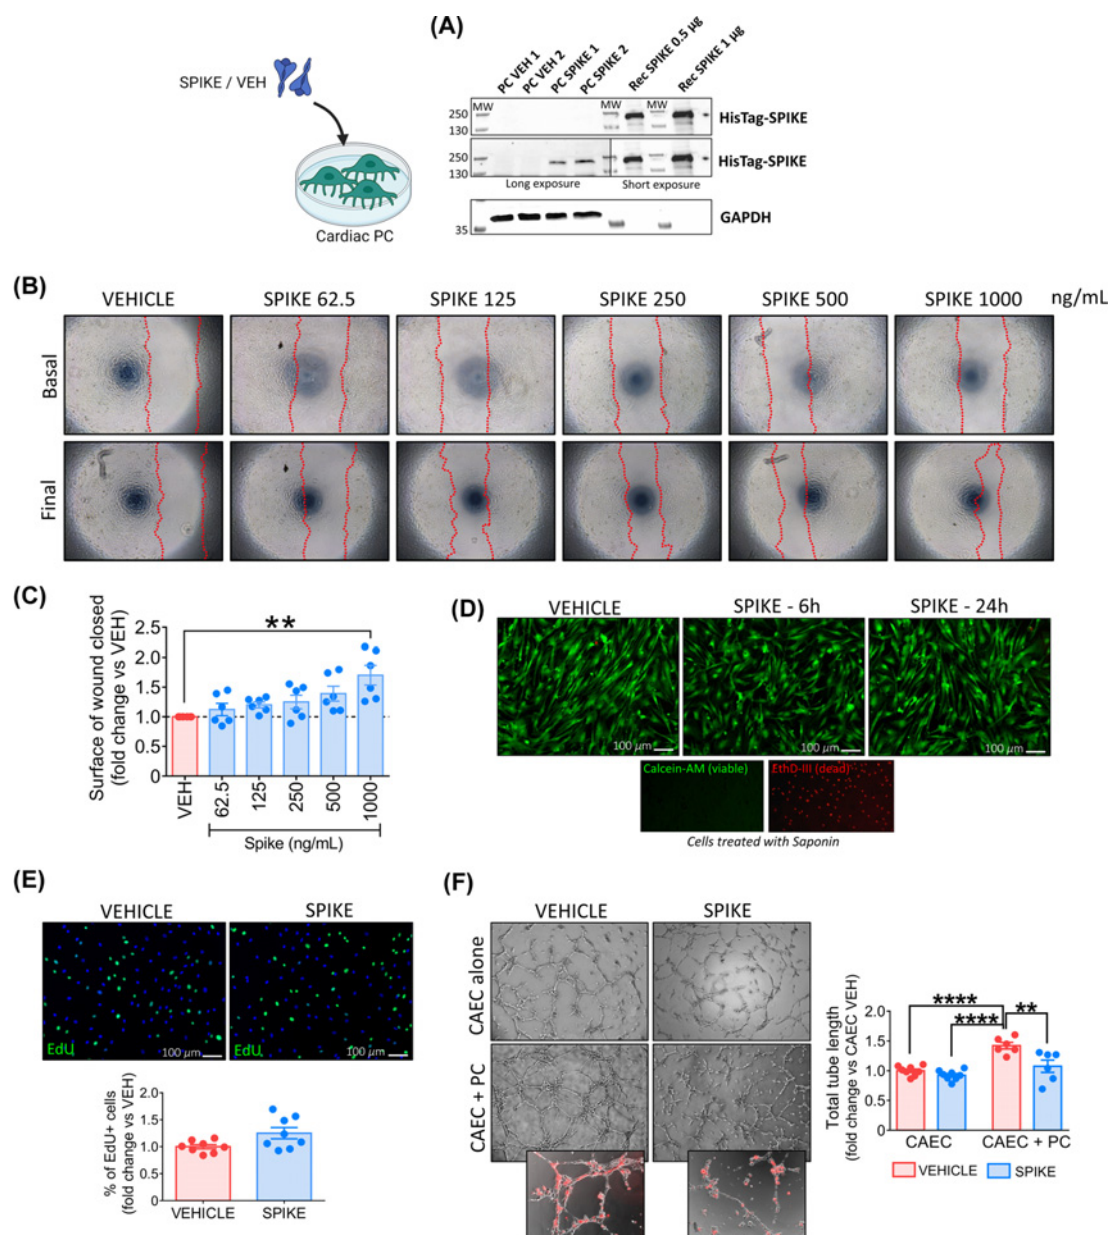 (A)
SPIKE / VEH
Cardiac PC
PC VEH 1
PC VEH 2
PC SPIKE 1
PC SPIKE 2
Rec SPIKE 0.5 µg
Rec SPIKE 1 µg
MW MW MW
250
130
HisTag-SPIKE
250
130
HisTag-SPIKE
Long exposure Short exposure
35
GAPDH
(B)
VEHICLE SPIKE 62.5 SPIKE 125 SPIKE 250 SPIKE 500 SPIKE 1000 ng/mL
Basal
Final
(C)
Surface of wound closed
(fold change vs VEH)
2.5
2.0
1.5
1.0
0.5
0
**
VEH 62.5 125 250 500 1000
Spike (ng/mL)
(D)
VEHICLE SPIKE - 6h SPIKE - 24h
100 µm 100 µm 100 µm
Calcein-AM (viable) EthD-III (dead)
Cells treated with Saponin
(E)
VEHICLE SPIKE
EdU 100 µm EdU 100 µm
% of EdU+ cells
(fold change vs VEH)
2.0
1.5
1.0
0.5
0
VEHICLE SPIKE
(F)
VEHICLE SPIKE
CAEC alone
CAEC + PC
Total tube length
(fold change vs CAEC VEH)
2.0
1.5
1.0
0.5
0
****
****
**
CAEC CAEC + PC
VEHICLE SPIKE